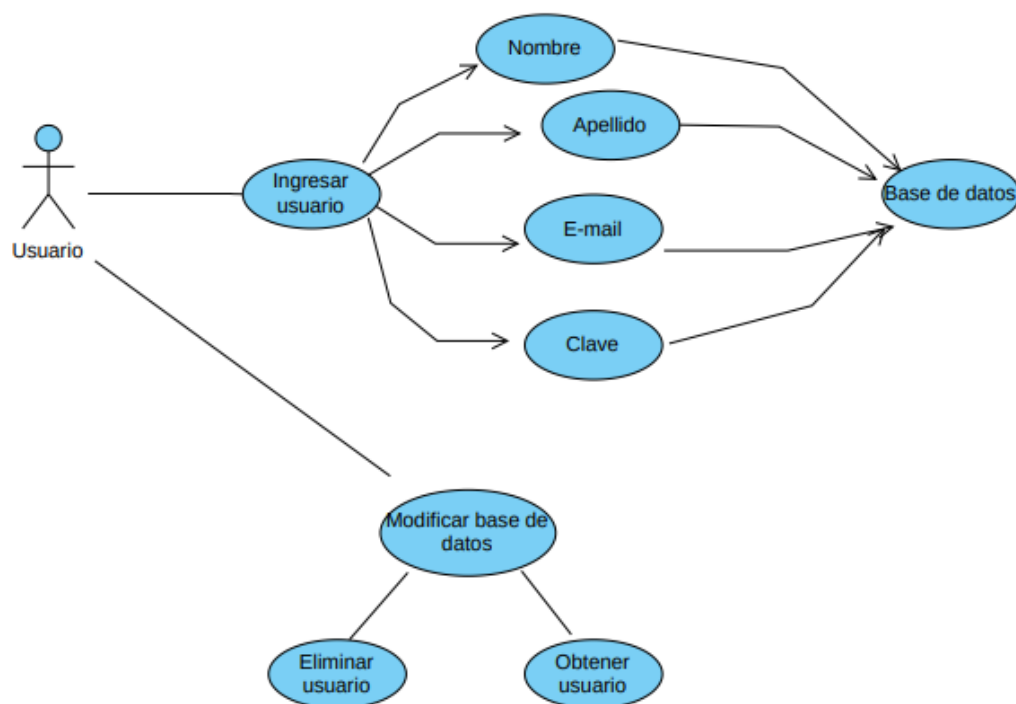 Nombre
Apellido
Ingresar
usuario
Base de datos
E-mail
Usuario
Clave
Modificar base de
datos
Eliminar
usuario
Obtener
usuario